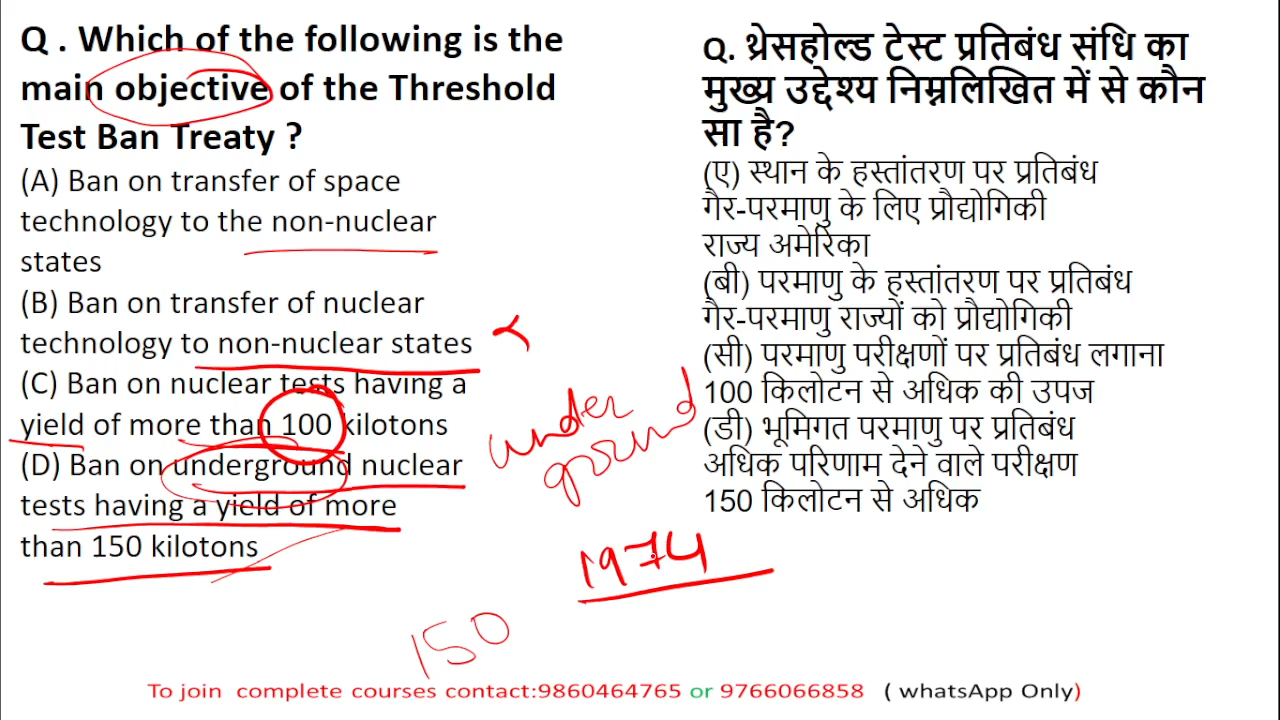 Q . Which of the following is the
main objective of the Threshold
Test Ban Treaty ?
(A) Ban on transfer of space
technology to the non-nuclear
states
(B) Ban on transfer of nuclear
technology to non-nuclear states
(C) Ban on nuclear tests having a
yield of more than 100 kilotons
(D) Ban on underground nuclear
tests having a yield of more
than 150 kilotons
Q. थ्रेसहोल्ड टेस्ट प्रतिबंध संधि का
मुख्य उद्देश्य निम्नलिखित में से कौन
सा है?
(ए) स्थान के हस्तांतरण पर प्रतिबंध
गैर-परमाणु के लिए प्रौद्योगिकी
राज्य अमेरिका
(बी) परमाणु के हस्तांतरण पर प्रतिबंध
गैर-परमाणु राज्यों को प्रौद्योगिकी
(सी) परमाणु परीक्षणों पर प्रतिबंध लगाना
100 किलोटन से अधिक की उपज
(डी) भूमिगत परमाणु पर प्रतिबंध
अधिक परिणाम देने वाले परीक्षण
150 किलोटन से अधिक
under
ground
1974
150
To join complete courses contact:9860464765 or 9766066858 ( whatsApp Only)